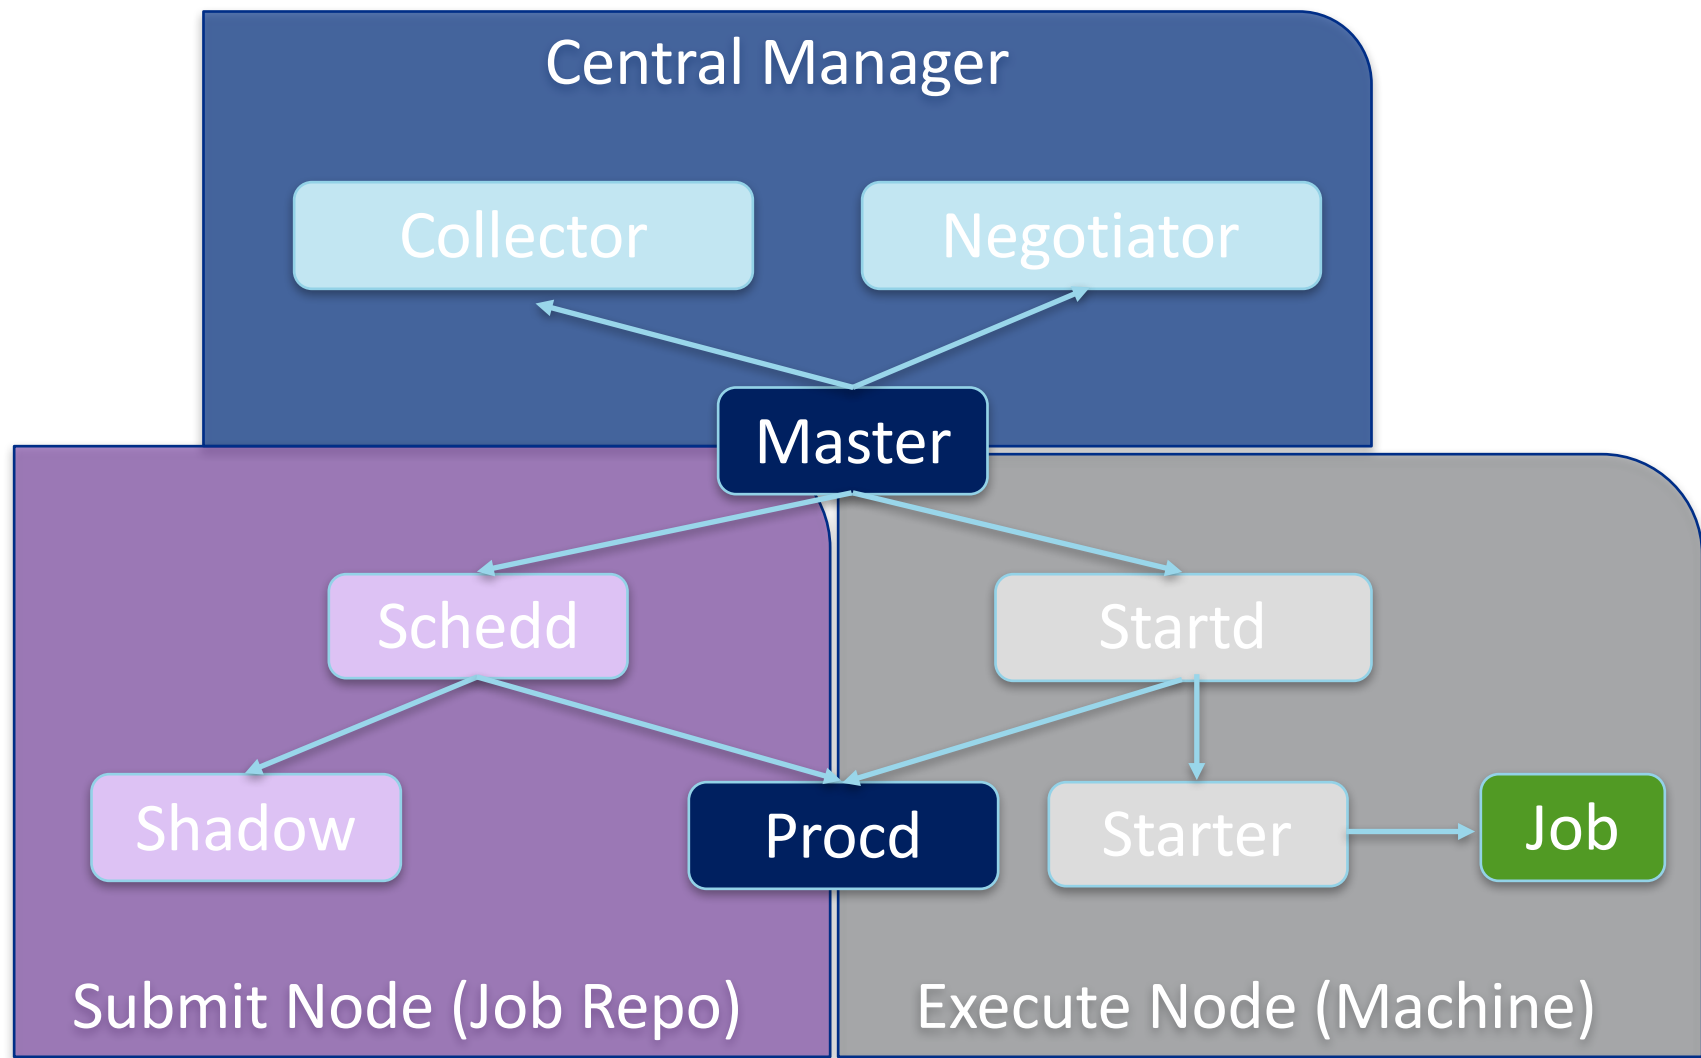 Central Manager
Collector
Negotiator
Master
Schedd
Startd
Shadow
Procd
Starter
Job
Submit Node (Job Repo)
Execute Node (Machine)